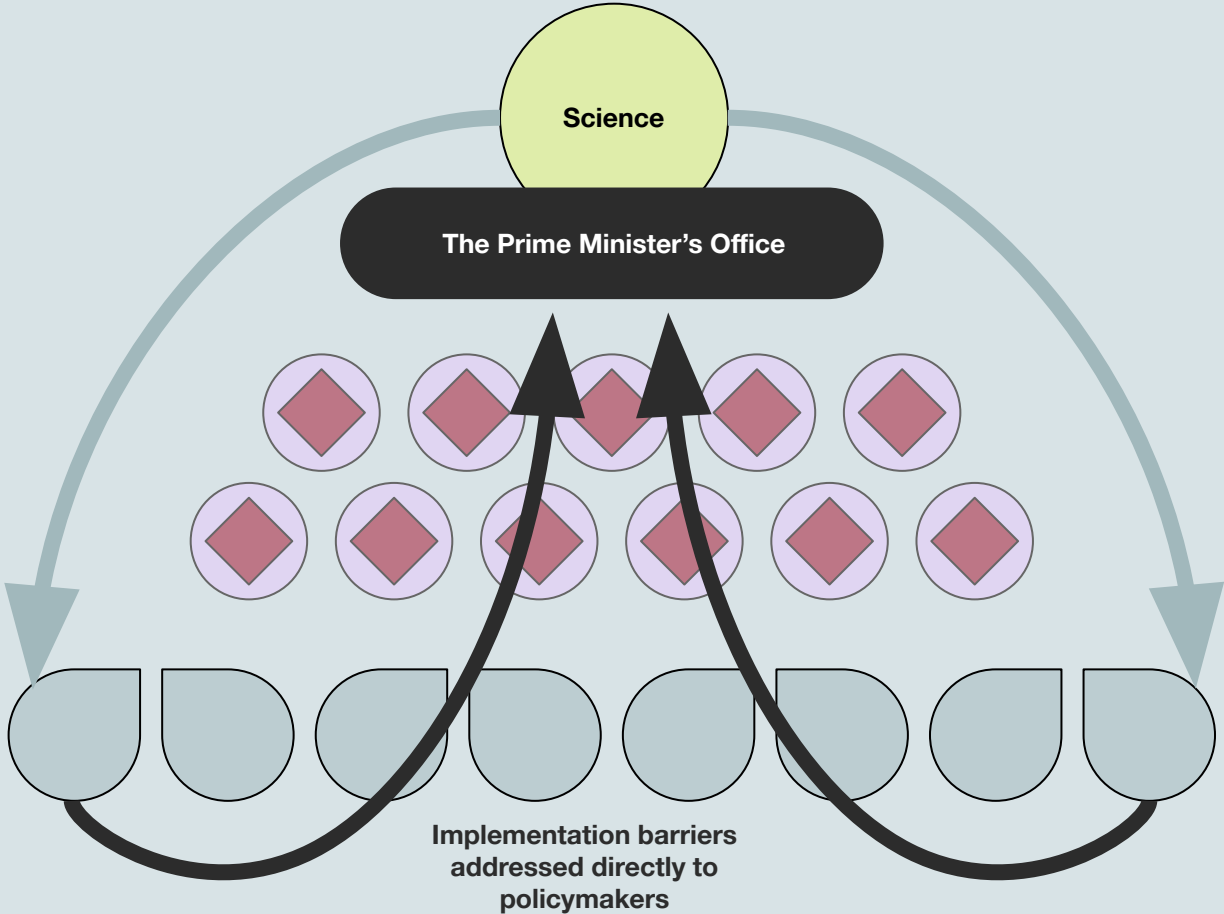 Science
The Prime Minister’s Office
Implementation barriers
addressed directly to
policymakers